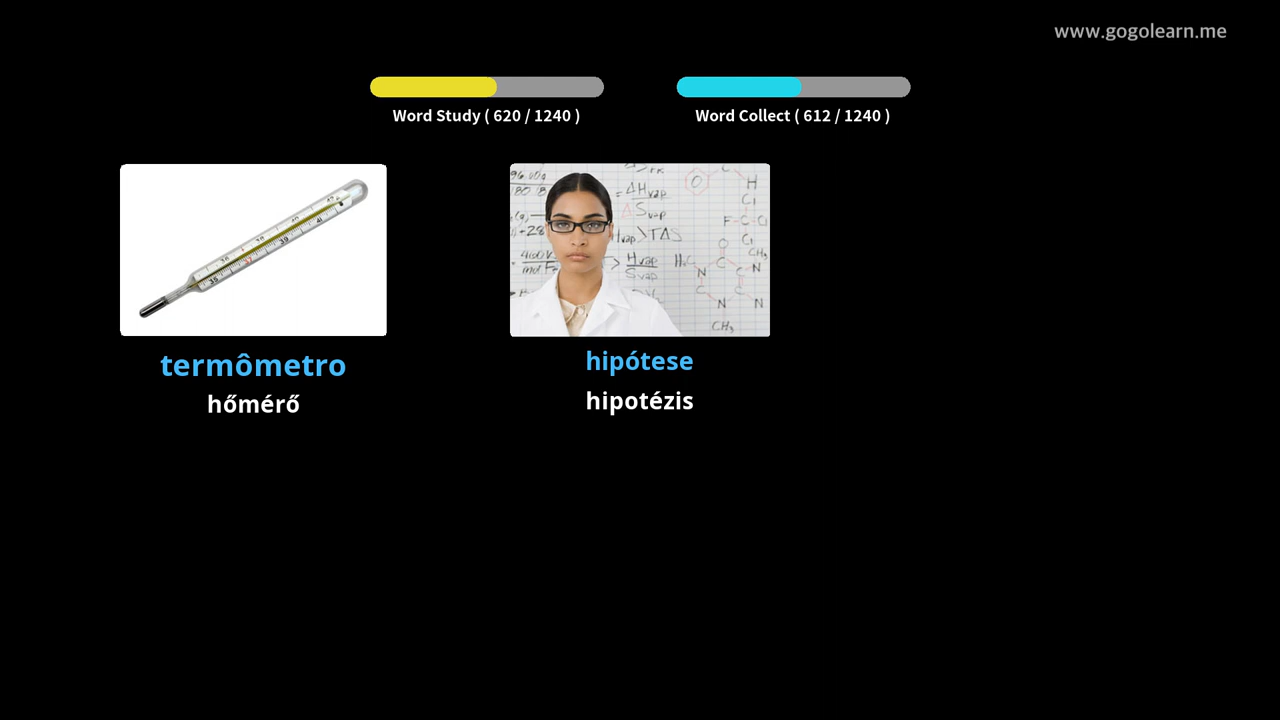 www.gogolearn.me
Word Study ( 620 / 1240 )
Word Collect ( 612 / 1240 )
termômetro
hőmérő
hipótese
hipotézis